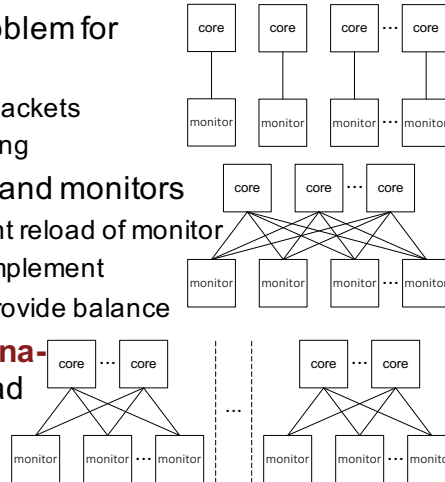 oblem for
core core core ... core
ackets
ng
monitor monitor monitor ... monitor
and monitors
core core ... core
nt reload of monitor
mplement
monitor monitor monitor ... monitor
rovide balance
na-
core ... core core ... core
ad
...
monitor monitor ... monitor monitor monitor ... monitor